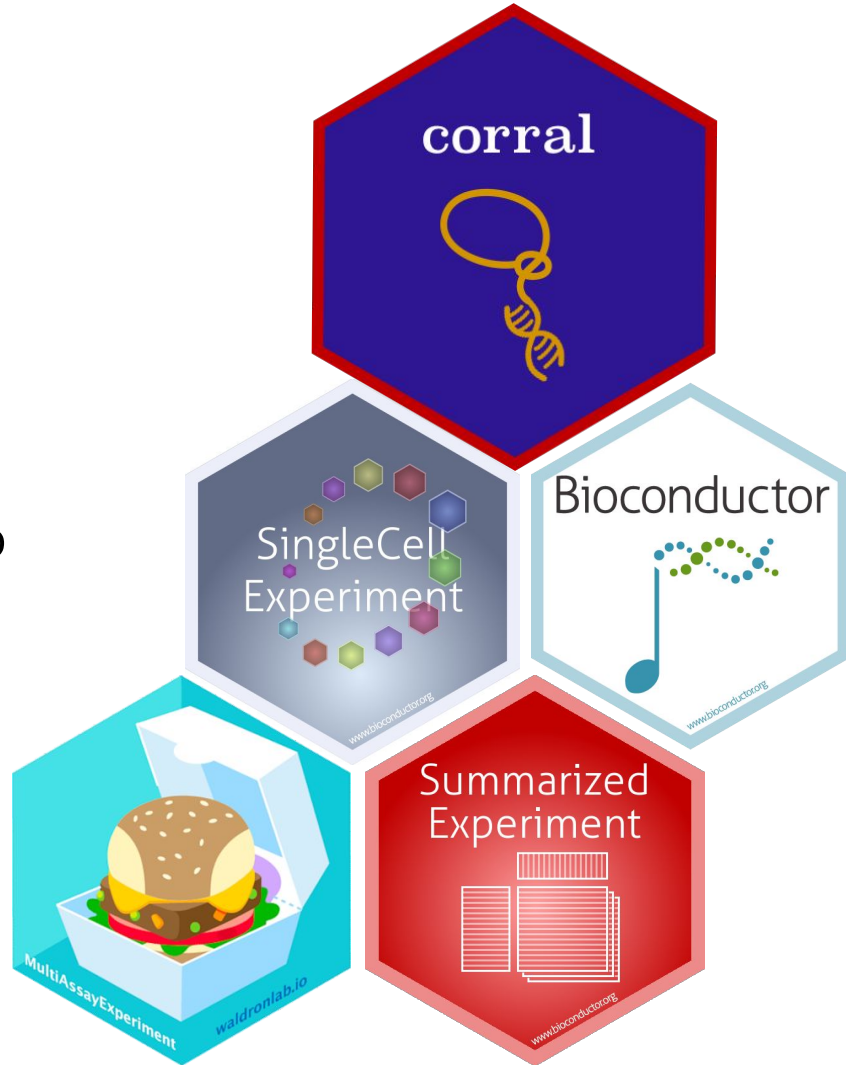 corral
SingleCell
Experiment
www.bioconductor.org
Bioconductor
www.bioconductor.org
MultiAssayExperiment
waldronlab.io
Summarized
Experiment
www.bioconductor.org